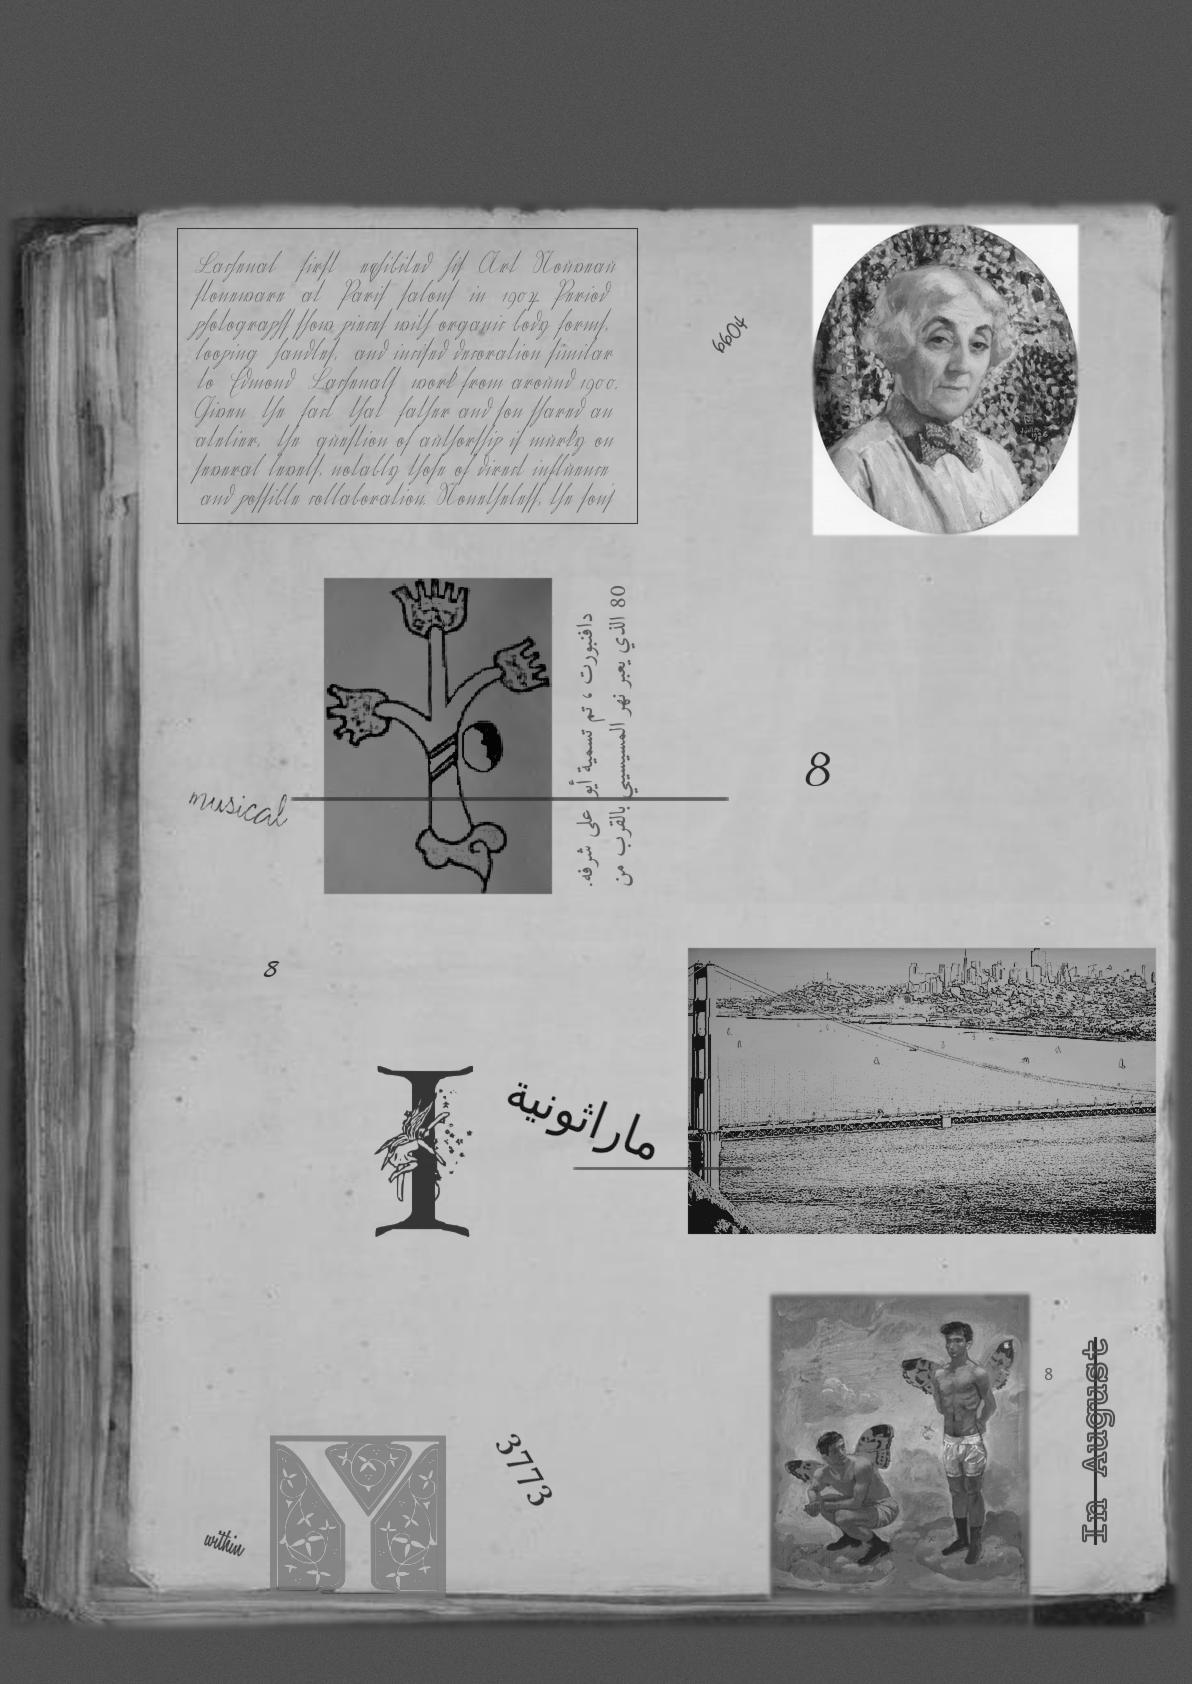 Lachenal first exhibited his Art Nouveau
stoneware at Paris salons in 1904. Period
photographs show pieces with organic body forms,
looping handles, and incised decoration similar
to Edmond Lachenal's work from around 1900.
Given the fact that father and son shared an
atelier, the question of authorship is murky on
several levels, notably those of direct influence
and possible collaboration. Nonetheless, the son's
6604
80 الذي يعبر نهر المسيسيبي بالقرب من
دافنبورت ، تم تسمية أيو على شرفه.
musical
8
8
I
ماراثونية
8
In August
3773
Y
within